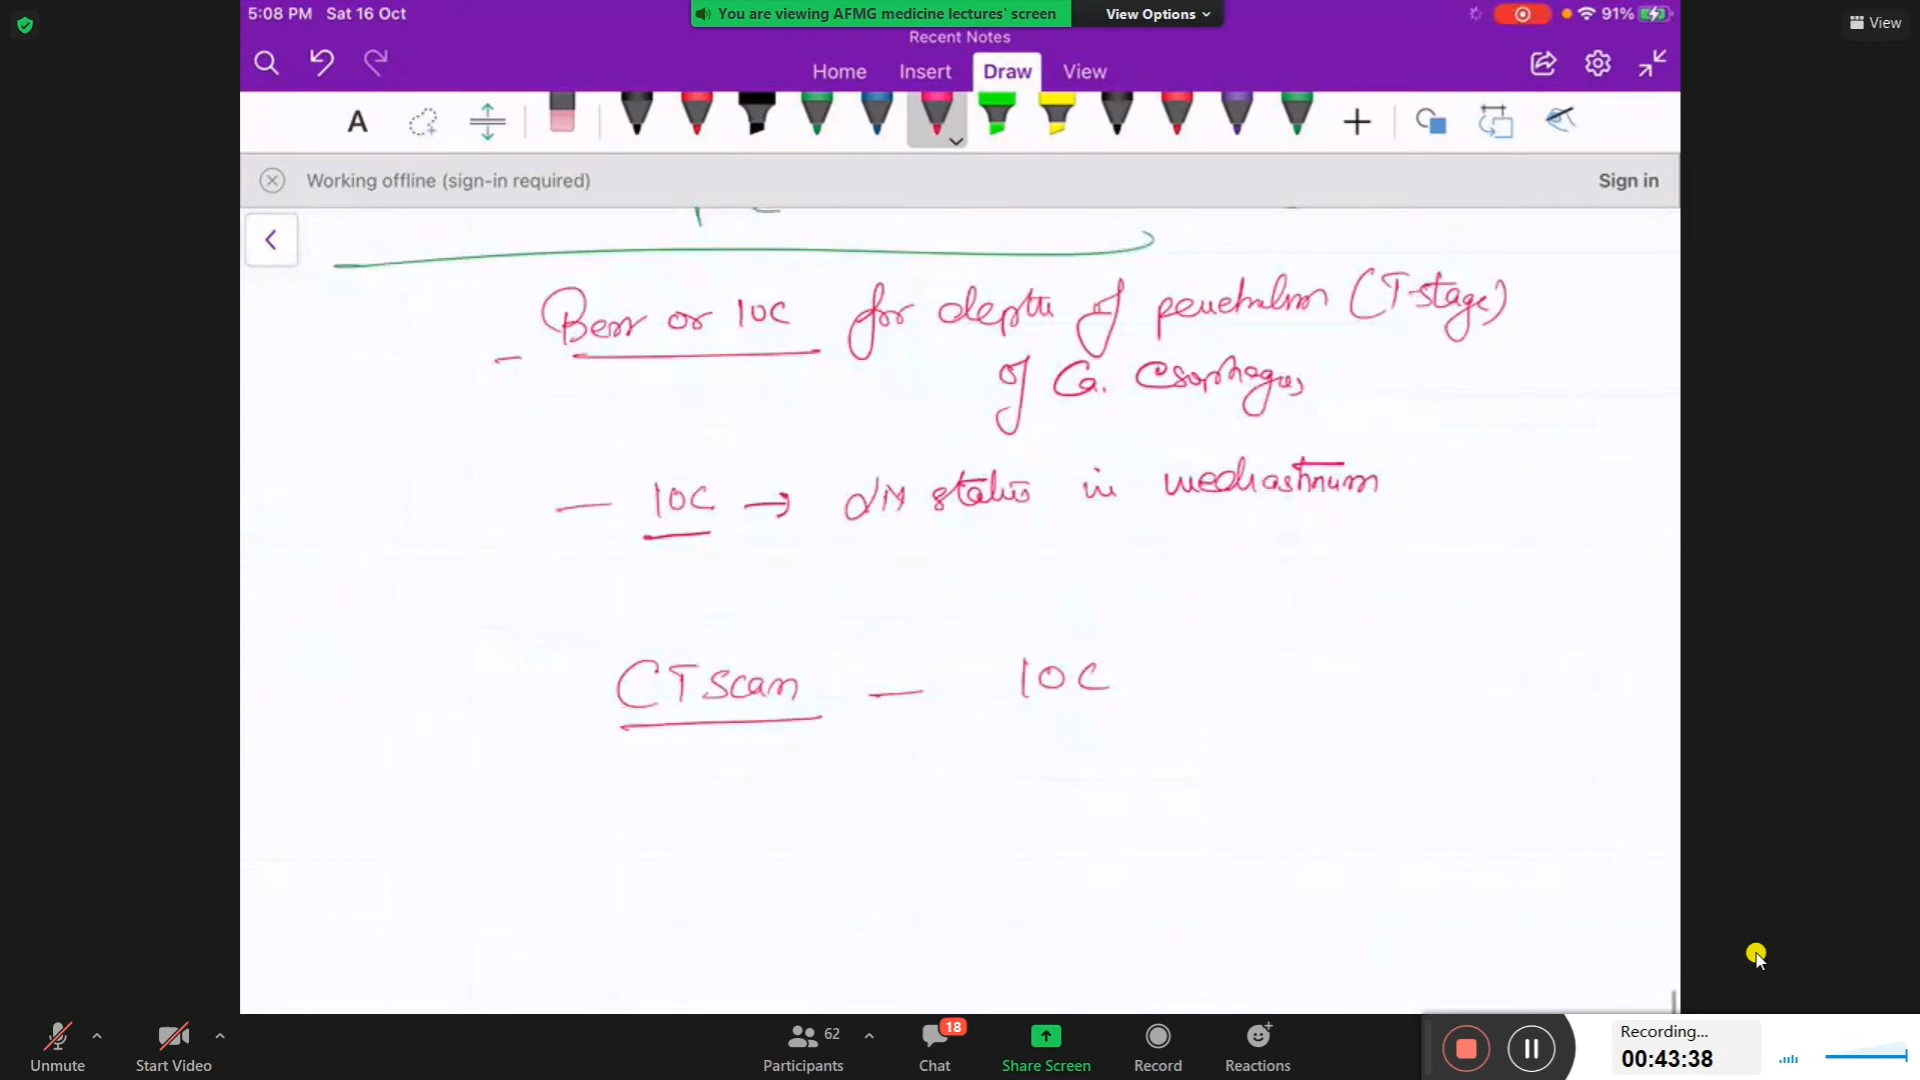 5:08 PM Sat 16 Oct
You are viewing AFMG medicine lectures' screen
View Options
91%
View
Recent Notes
Home Insert Draw View
A
Working offline (sign-in required)
Sign in
or IOC for depth of (T-stage)
of Ca. Esophagus
— IOC → LN status in mediastinum
CT Scan — IOC
Unmute
Start Video
62
Participants
18
Chat
Share Screen
Record
Reactions
Recording...
00:43:38